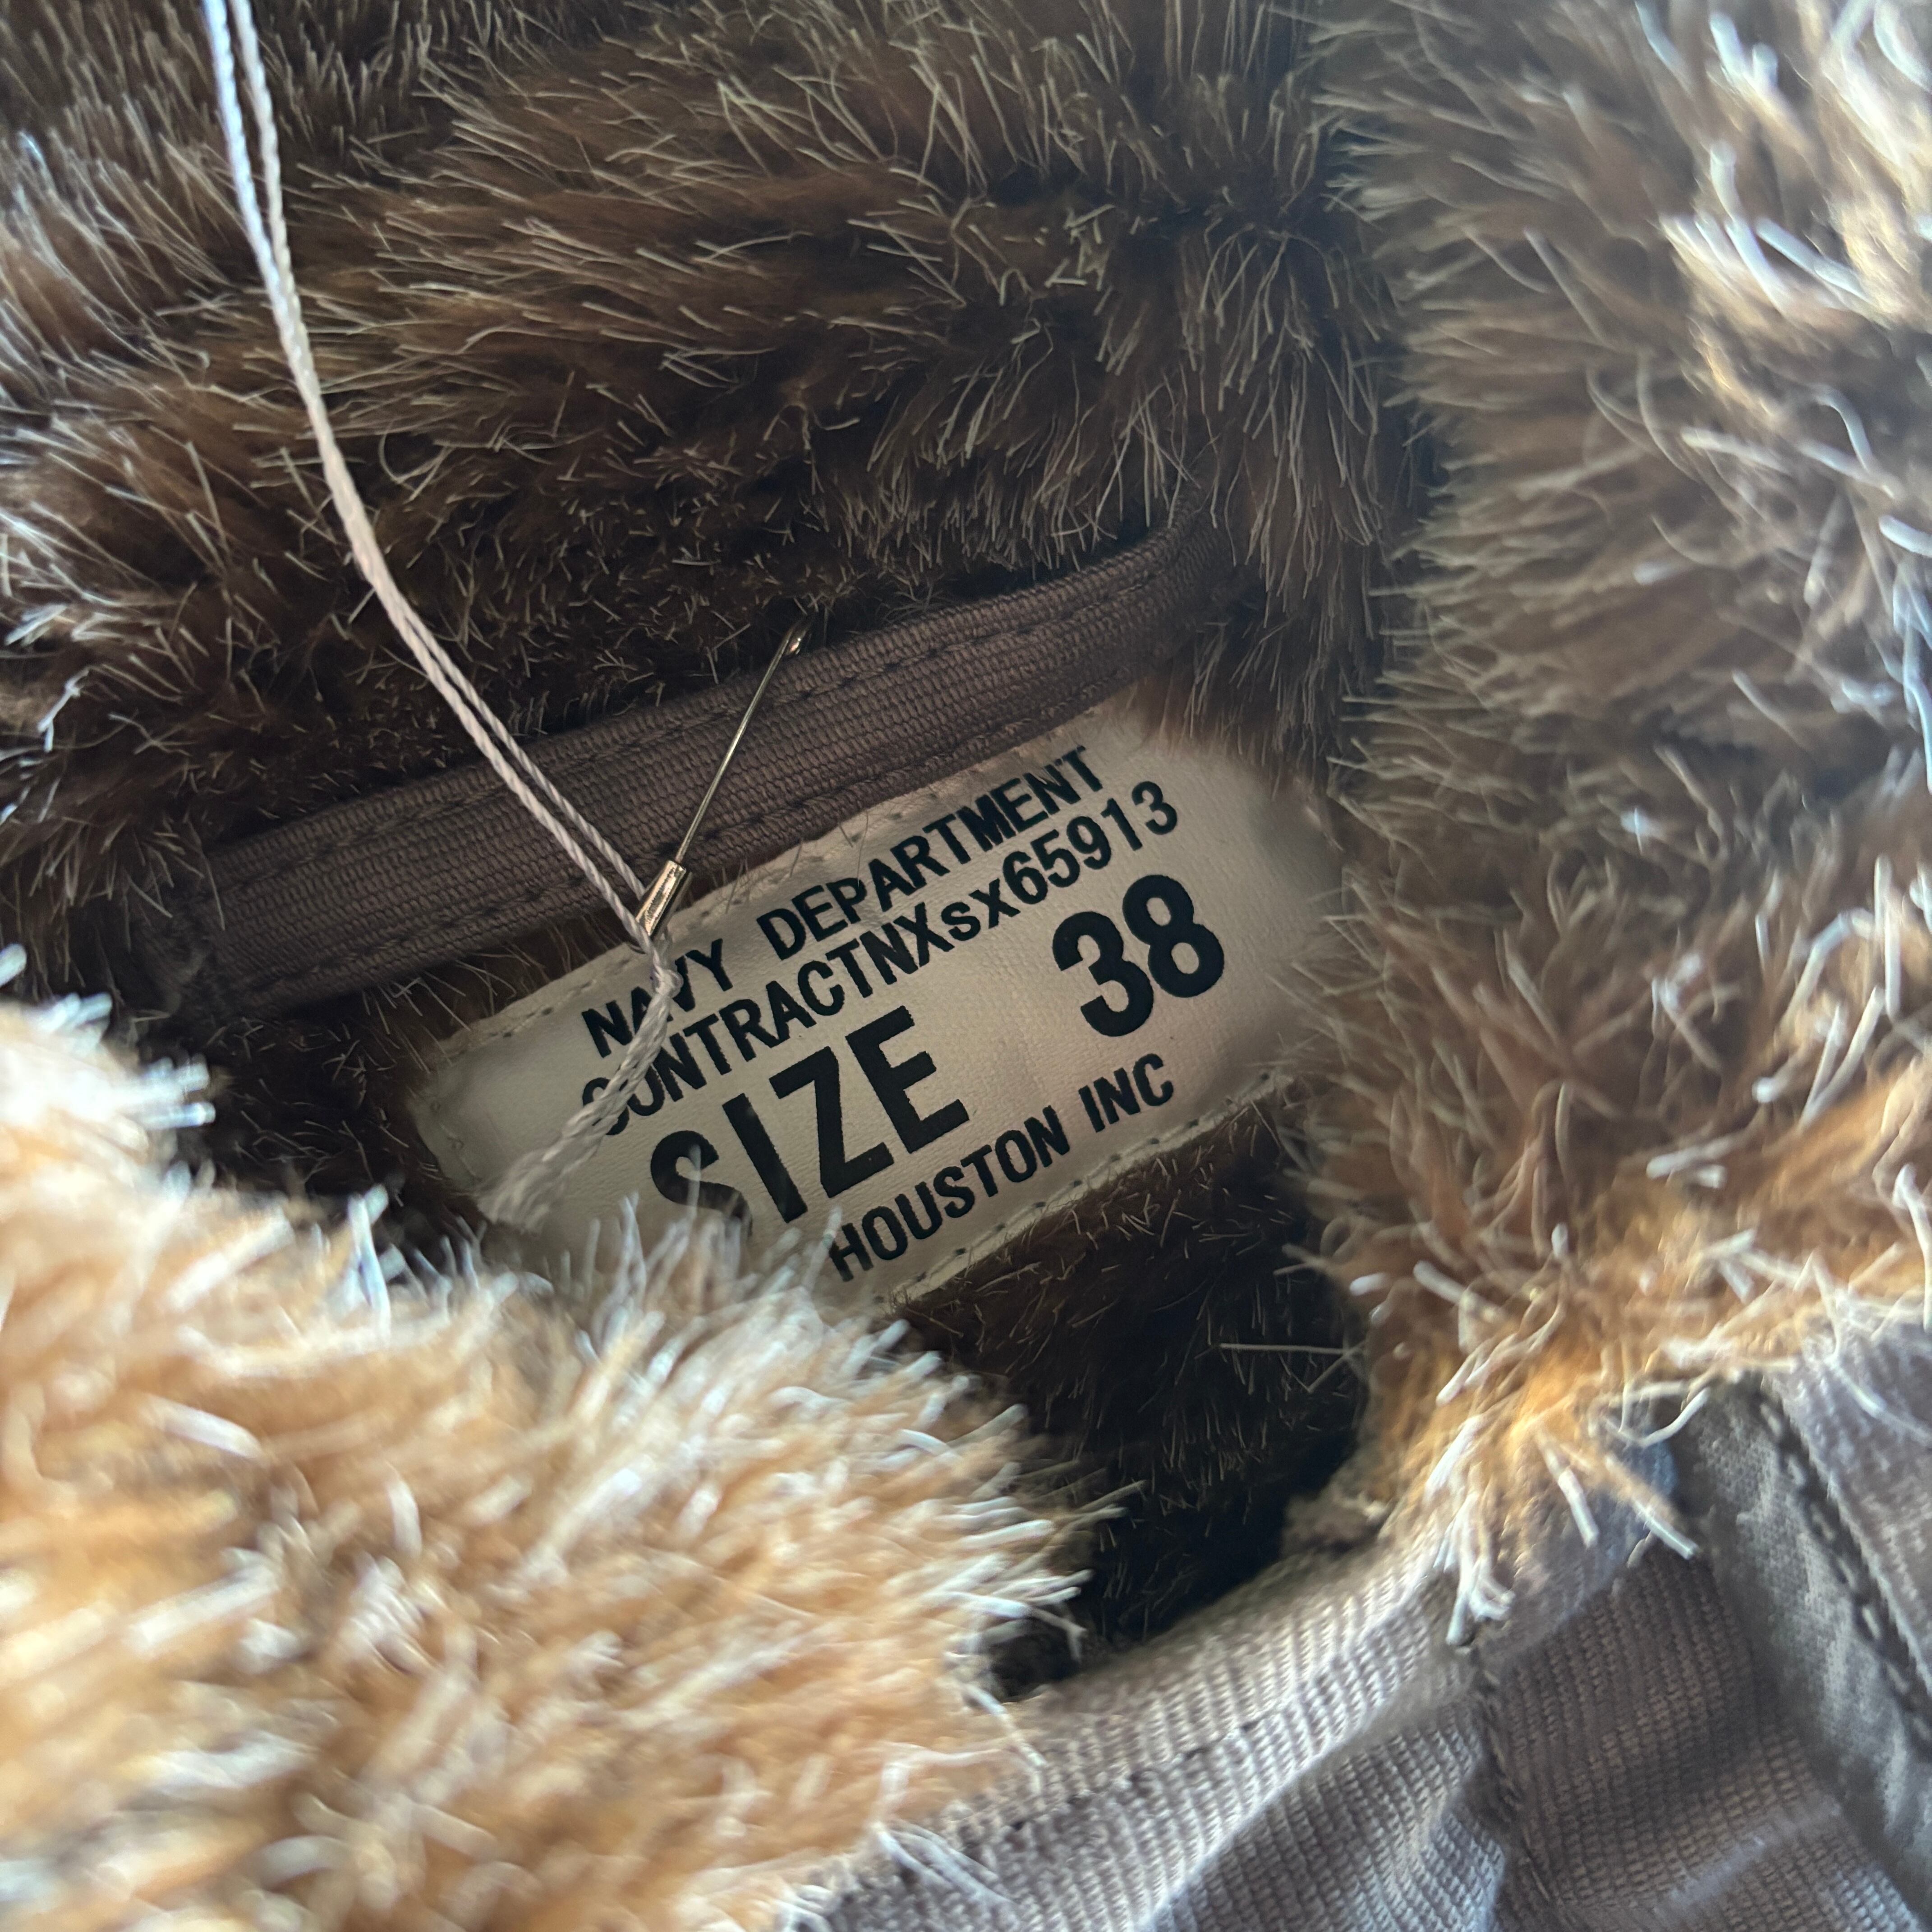 NAVY DEPARTMENT
CONTRACTNXsx65913
SIZE 38
HOUSTON INC